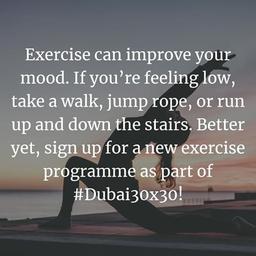 Exercise can improve your
mood. If you’re feeling low,
take a walk, jump rope, or run
up and down the stairs. Better
yet, sign up for a new exercise
programme as part of
#Dubai30x30!